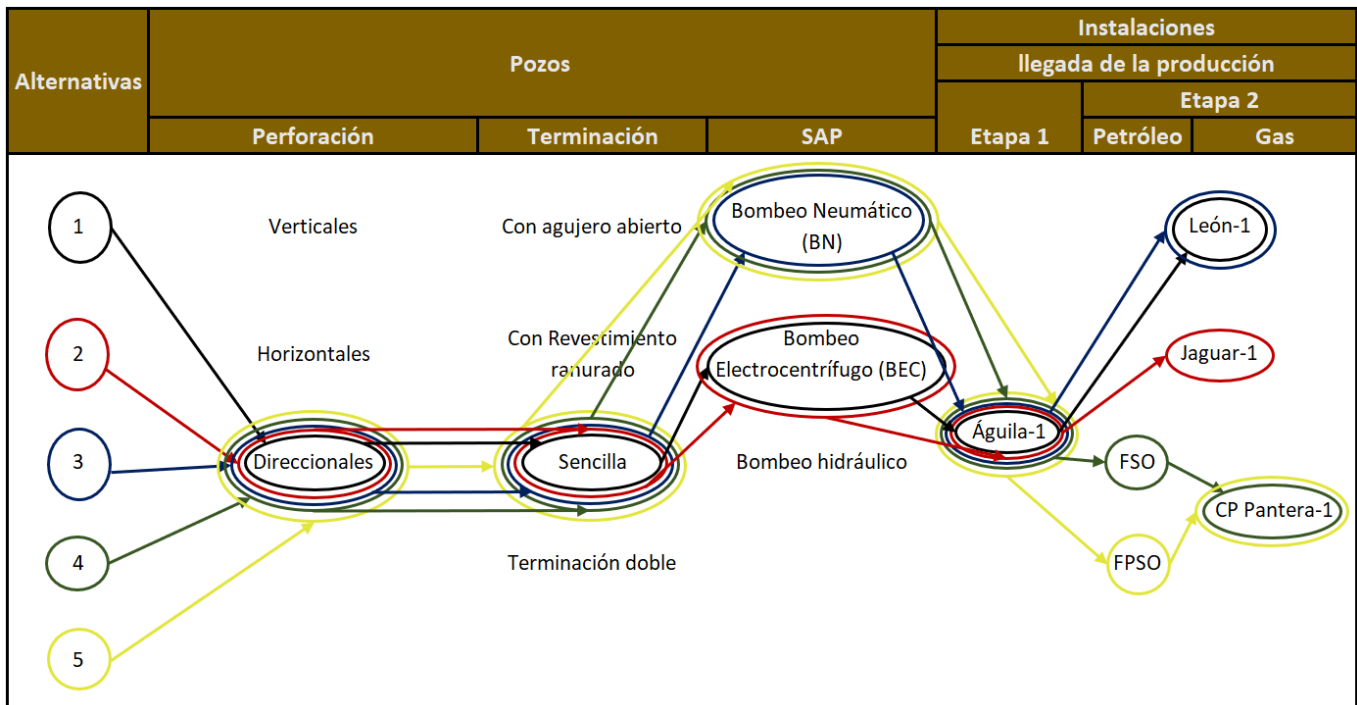 Alternativas
Pozos
Instalaciones
llegada de la producción
Etapa 1
Etapa 2
Perforación
Terminación
SAP
Petróleo
Gas
1
2
3
4
5
Verticales
Horizontales
Direccionales
Con agujero abierto
Con Revestimiento
ranurado
Sencilla
Terminación doble
Bombeo Neumático
(BN)
Bombeo
Electrocentrífugo (BEC)
Bombeo hidráulico
Águila-1
FSO
FPSO
León-1
Jaguar-1
CP Pantera-1